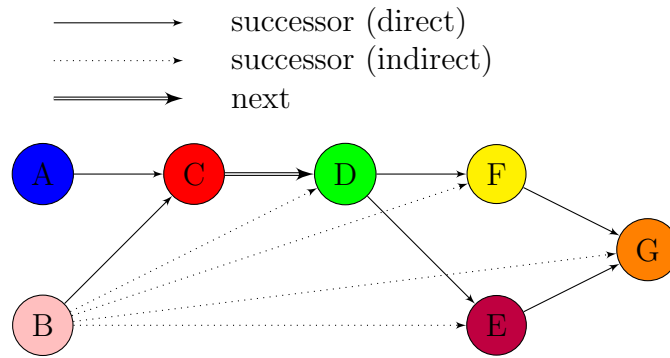 successor (direct)
successor (indirect)
next
A C D F
G
B E